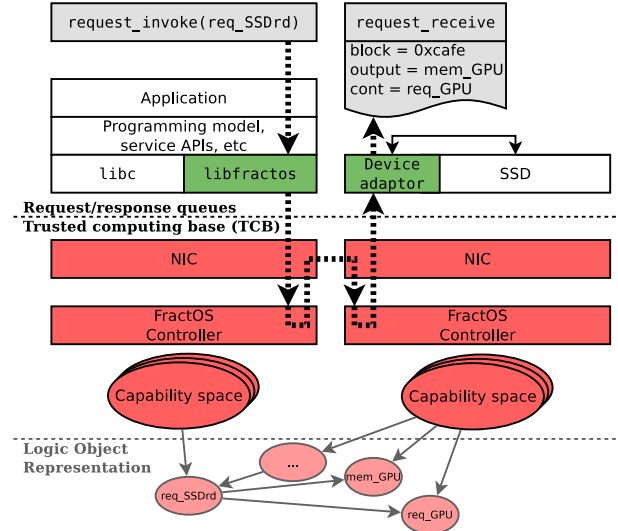 request_invoke(req_SSDrd)
request_receive
block = 0xcafe
output = mem_GPU
cont = req_GPU
Application
Programming model,
service APIs, etc
libc
libfractos
Device
adaptor
SSD
Request/response queues
Trusted computing base (TCB)
NIC
NIC
FractOS
Controller
FractOS
Controller
Capability space
Capability space
Logic Object
Representation
...
mem_GPU
req_SSDrd
req_GPU